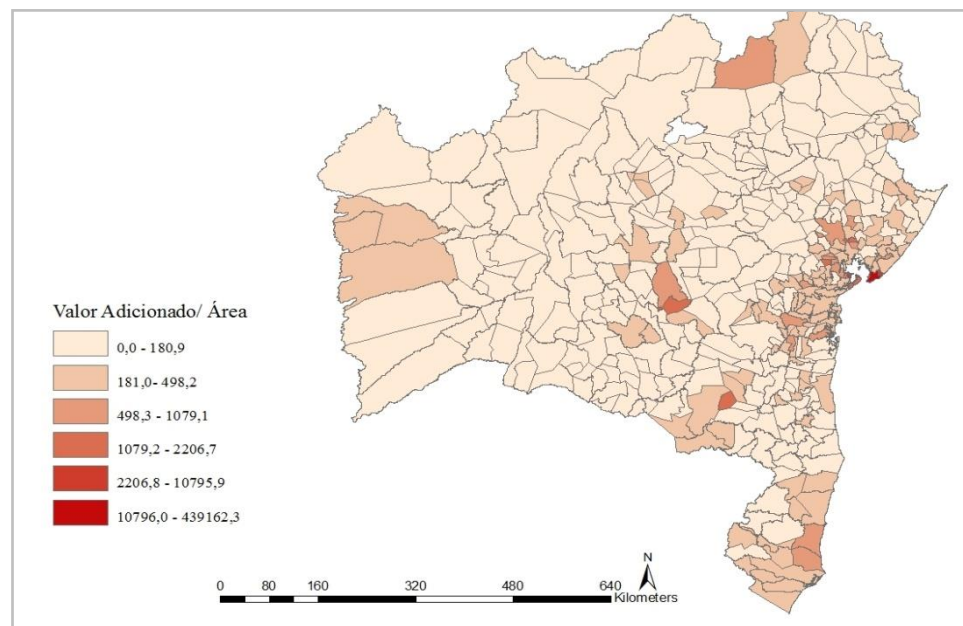 Valor Adicionado/ Área
0,0 - 180,9
181,0- 498,2
498,3 - 1079,1
1079,2 - 2206,7
2206,8 - 10795,9
10796,0 - 439162,3
N
0 40 80 160 320 480 640
Kilometers